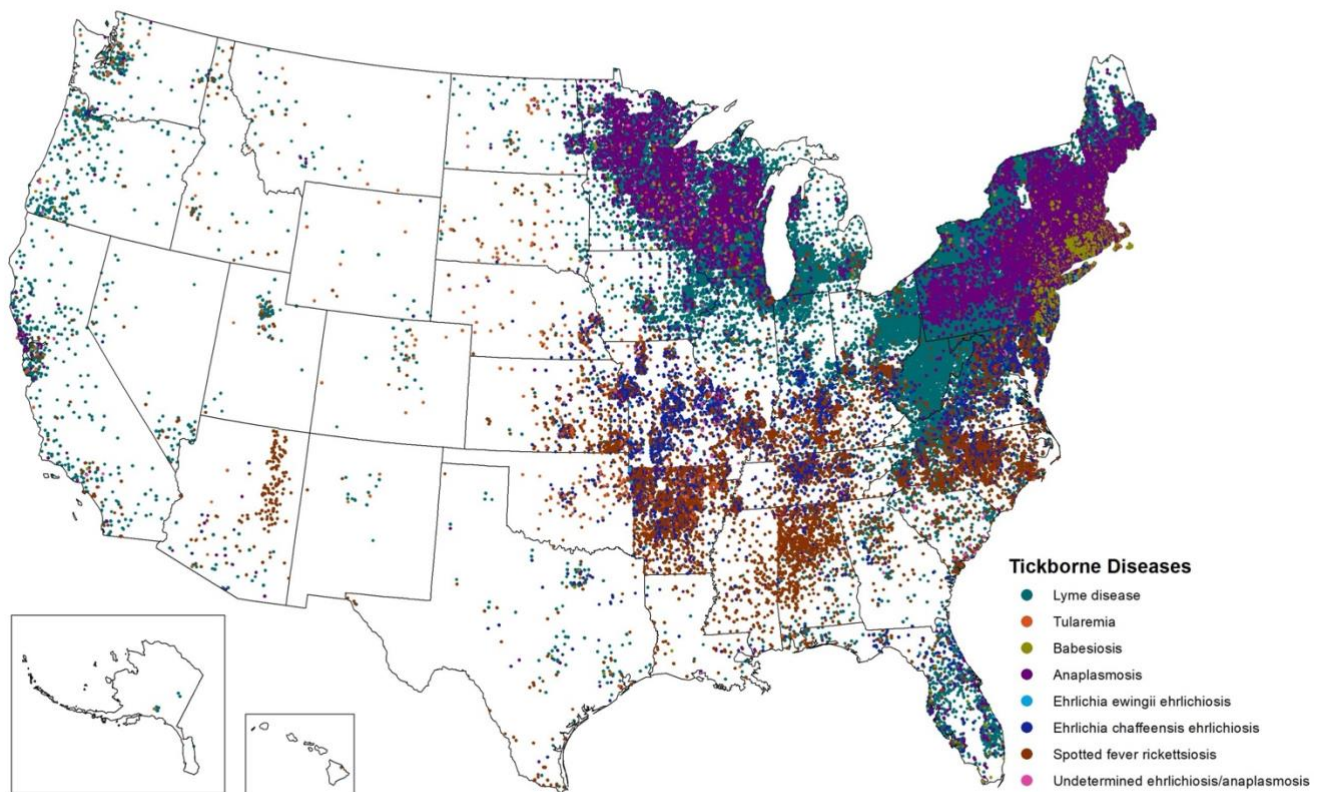 Tickborne Diseases
Lyme disease
Tularemia
Babesiosis
Anaplasmosis
Ehrlichia ewingii ehrlichiosis
Ehrlichia chaffeensis ehrlichiosis
Spotted fever rickettsiosis
Undetermined ehrlichiosis/anaplasmosis